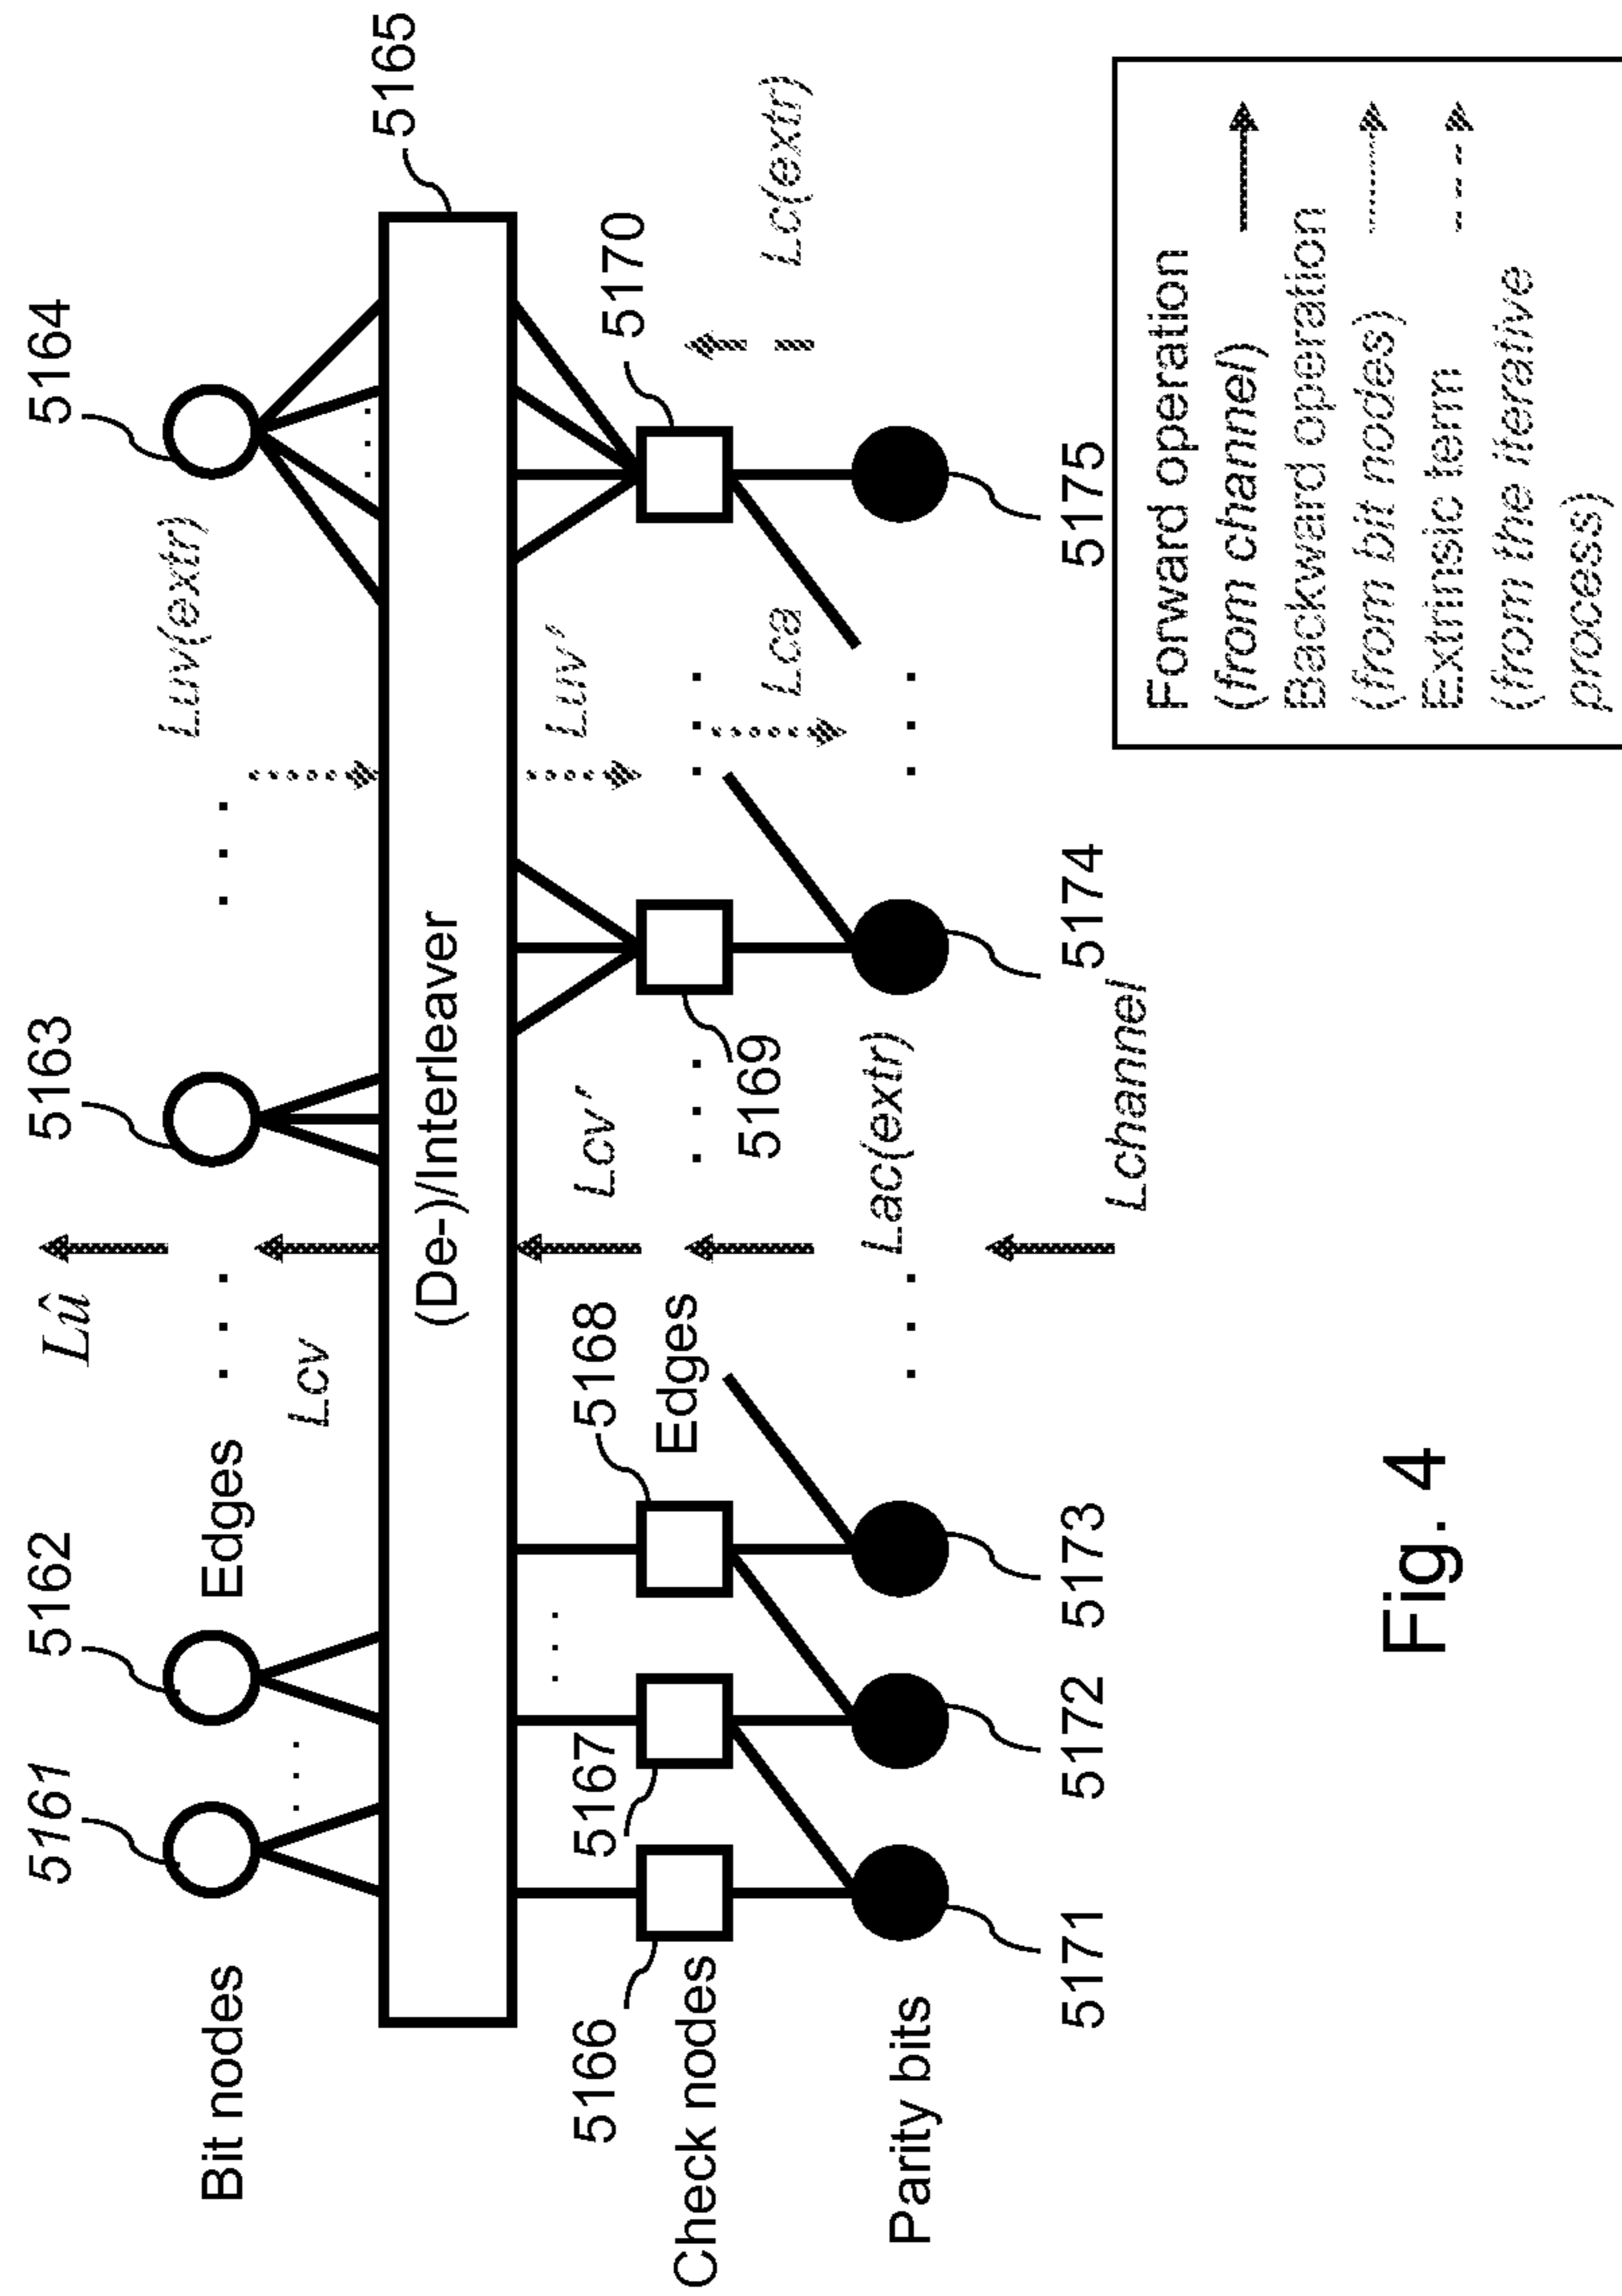 Lû
5161
5162
5163
5164
Bit nodes
Edges
Luv(extr)
Lcv
5165
(De-)/Interleaver
5166
5167
5168
Lcv'
Luv'
5170
Check nodes
Edges
5169
Lca
Lc(extr)
Parity bits
Lac(extr)
5171
5172
5173
5174
5175
Lchannel
Forward operation
(from channel)
Backward operation
(from bit nodes)
Extrinsic term
(from the iterative
process)
Fig. 4